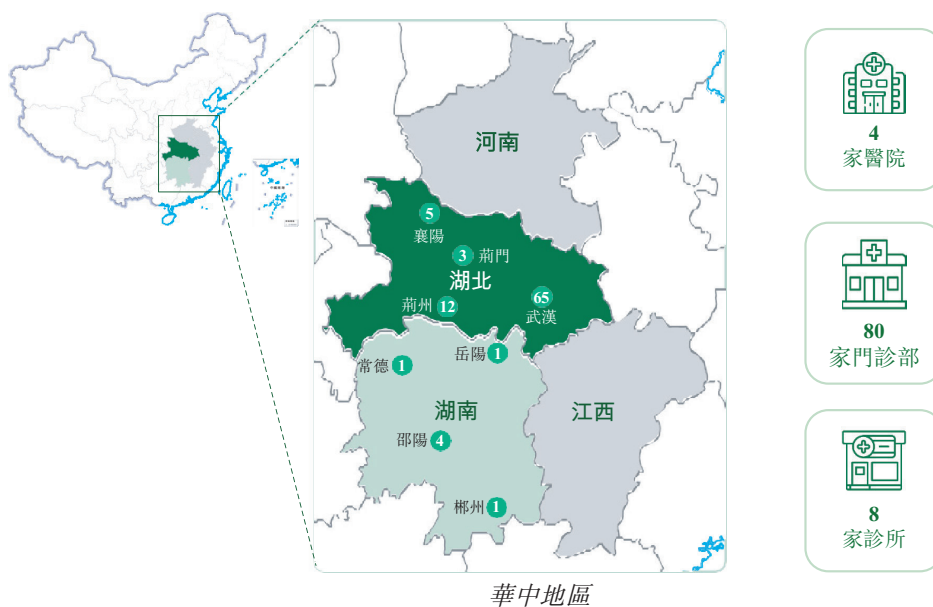 河南
5
襄陽
3 荊門
湖北
荊州 12
65
武漢
岳陽 1
常德 1
湖南
江西
邵陽 4
郴州 1
華中地區
4
家醫院
80
家門診部
8
家診所